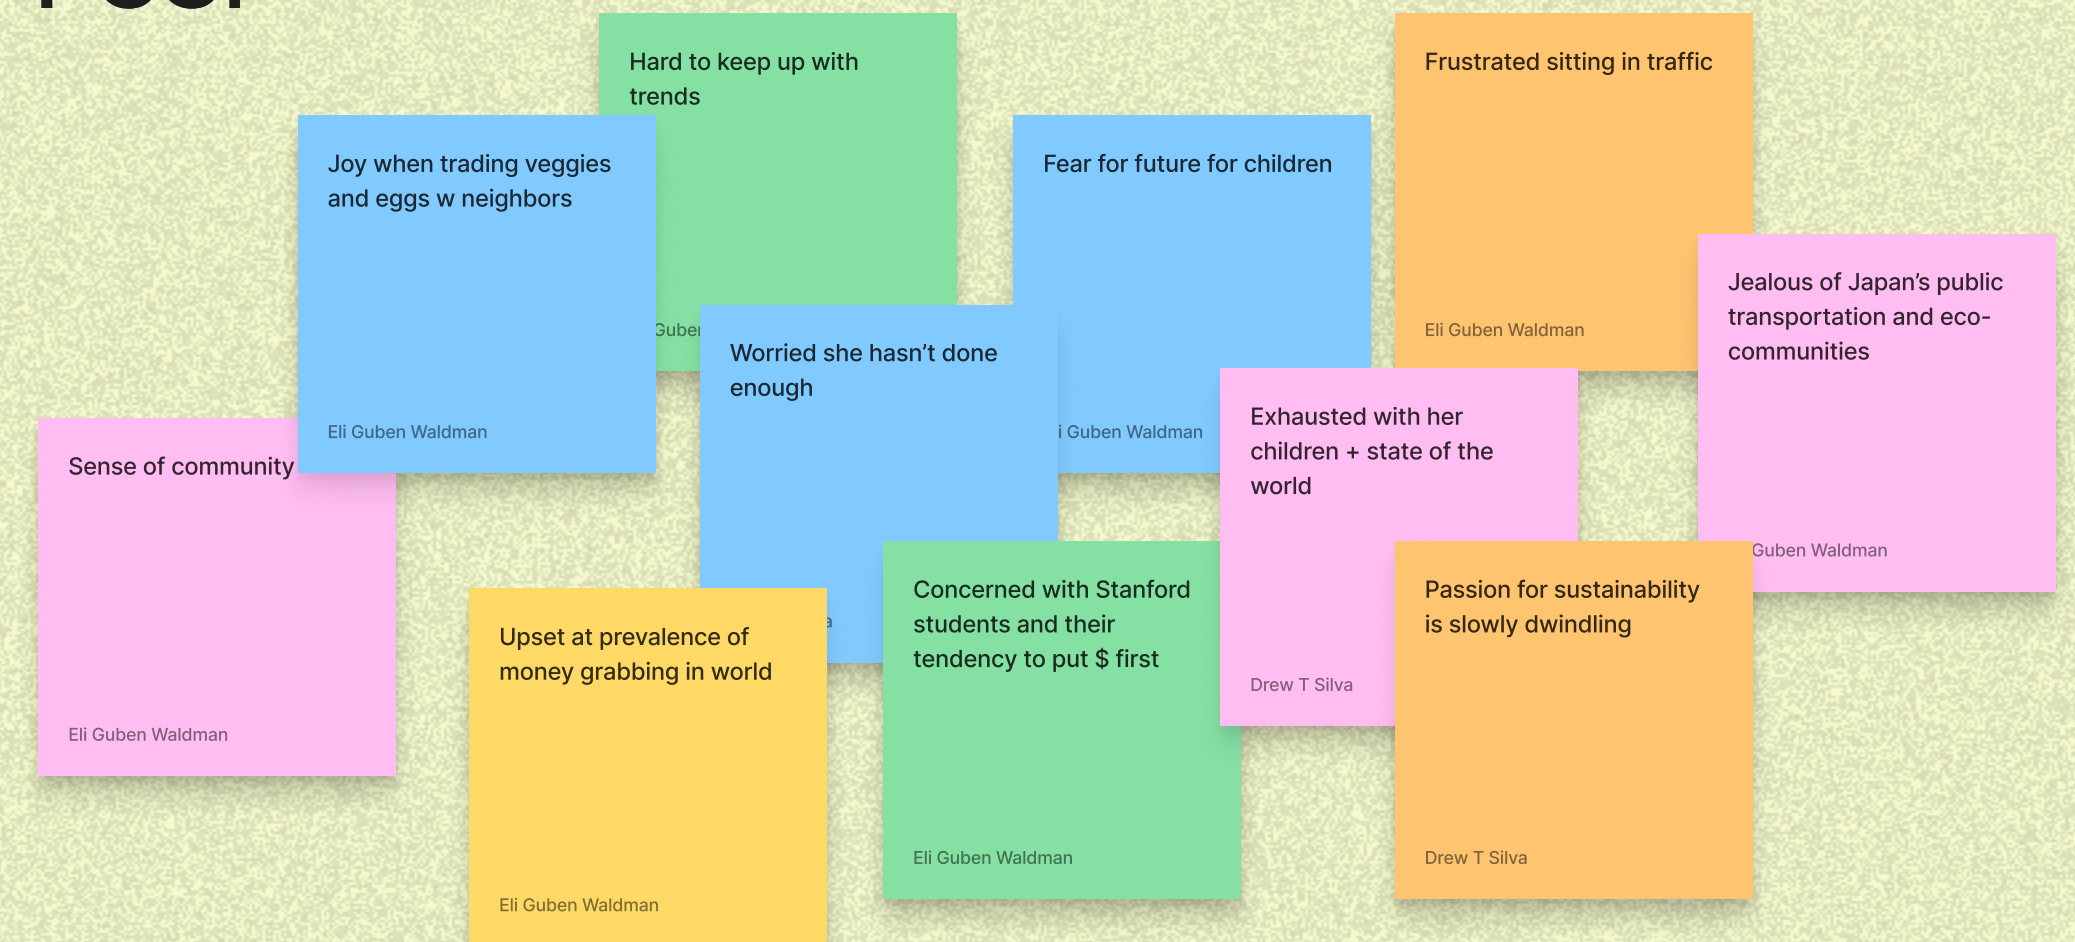 Feel
Hard to keep up with
trends
Guben
Frustrated sitting in traffic
Eli Guben Waldman
Joy when trading veggies
and eggs w neighbors
Eli Guben Waldman
Fear for future for children
i Guben Waldman
Jealous of Japan’s public
transportation and eco-
communities
Guben Waldman
Worried she hasn’t done
enough
a
Exhausted with her
children + state of the
world
Drew T Silva
Sense of community
Eli Guben Waldman
Upset at prevalence of
money grabbing in world
Eli Guben Waldman
Concerned with Stanford
students and their
tendency to put $ first
Eli Guben Waldman
Passion for sustainability
is slowly dwindling
Drew T Silva